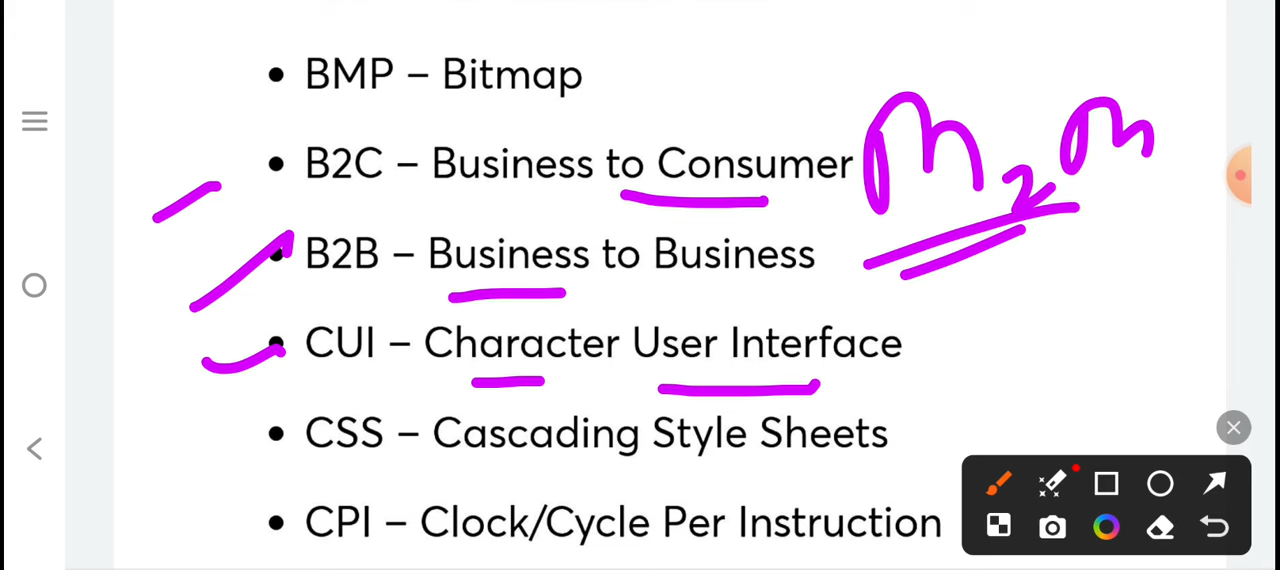 • BMP – Bitmap
• B2C – Business to Consumer
m2m
• B2B – Business to Business
• CUI – Character User Interface
• CSS – Cascading Style Sheets
• CPI – Clock/Cycle Per Instruction